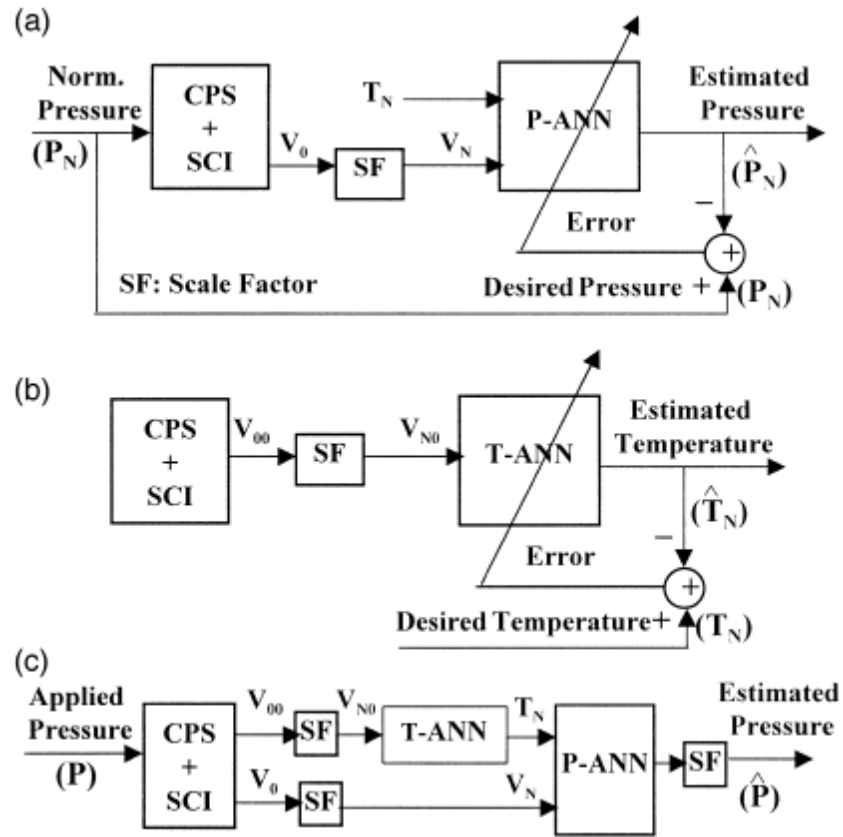 (a)
Norm.
Pressure
(P_N)
CPS
+
SCI
V_0
SF
T_N
V_N
P-ANN
Estimated
Pressure
(P̂_N)
−
Error
+
SF: Scale Factor
Desired Pressure +
(P_N)
(b)
CPS
+
SCI
V_00
SF
V_N0
T-ANN
Estimated
Temperature
(T̂_N)
−
Error
+
Desired Temperature+
(T_N)
(c)
Applied
Pressure
(P)
CPS
+
SCI
V_00
SF
V_N0
T-ANN
T_N
V_0
SF
V_N
P-ANN
SF
Estimated
Pressure
(P̂)